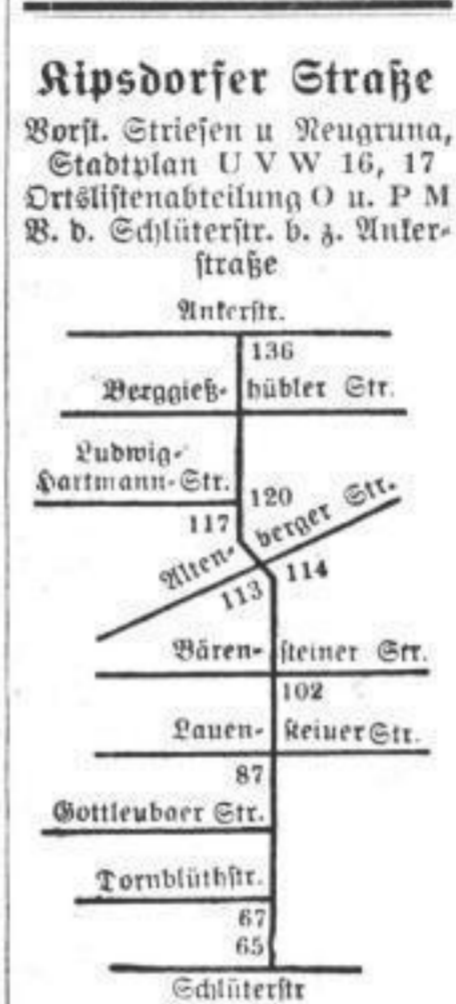 Kipsdorfer Straße
Vorst. Striesen u Neugruna,
Stadtplan U V W 16, 17
Ortslistenabteilung O u. P M
V. d. Schlüterstr. b. z. Anker-
straße
Ankerstr.
136
Berggieß- hübler Str.
Ludwig-
Hartmann-Str.
120
117
Alten- berger Str.
113 114
Bären- steiner Str.
102
Lauen- steiner Str.
87
Gottleubaer Str.
Dornblüthstr.
67
65
Schlüterstr